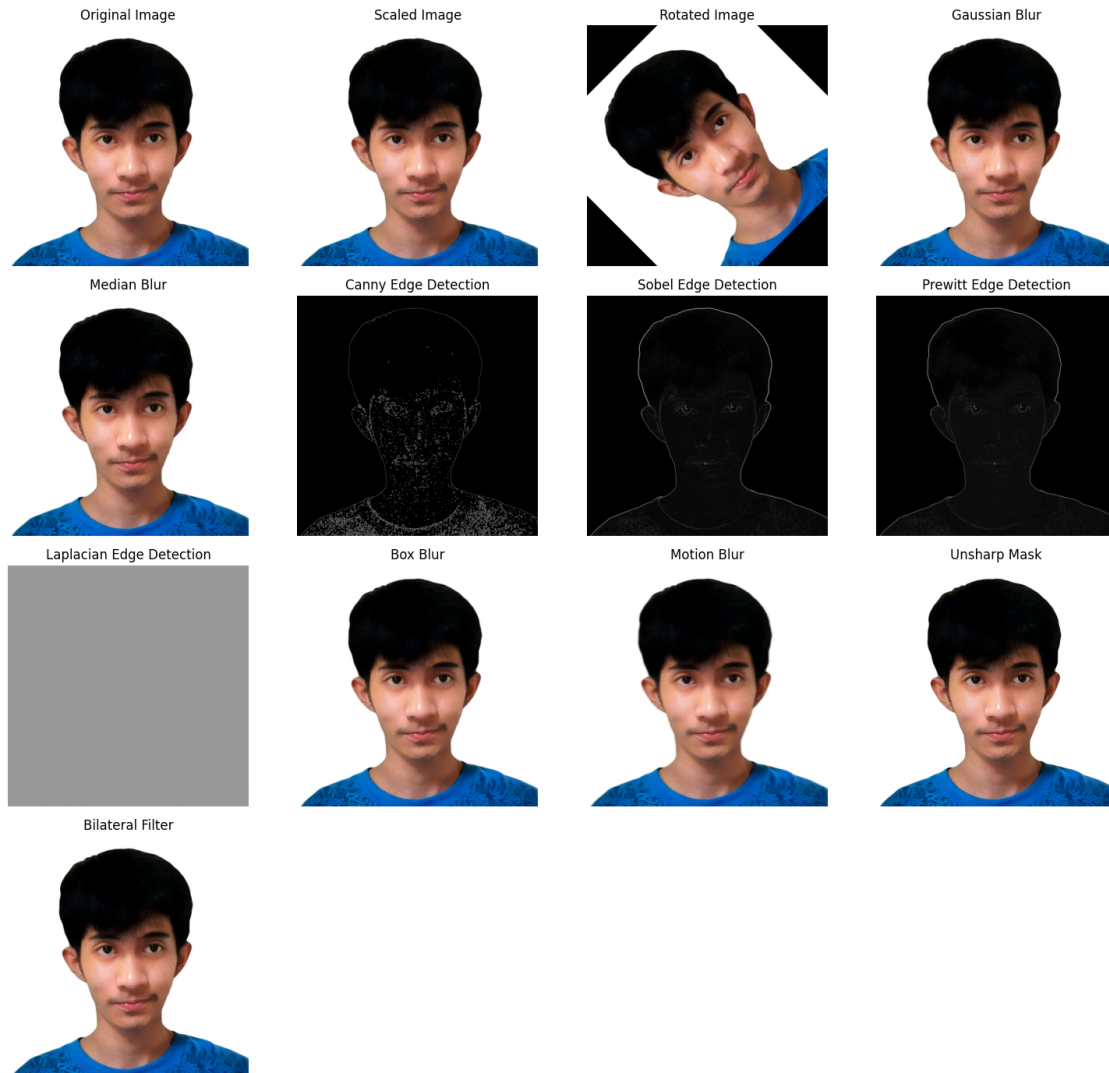 Original Image
Scaled Image
Rotated Image
Gaussian Blur
Median Blur
Canny Edge Detection
Sobel Edge Detection
Prewitt Edge Detection
Laplacian Edge Detection
Box Blur
Motion Blur
Unsharp Mask
Bilateral Filter